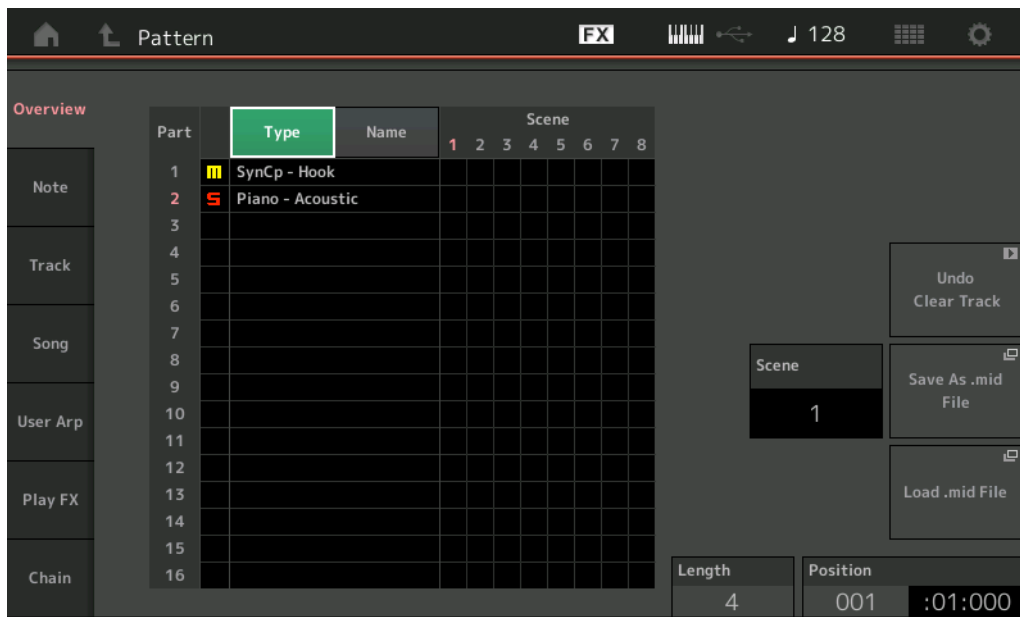 Pattern FX ♩ 128
Overview
Note
Track
Song
User Arp
Play FX
Chain
Part Type Name Scene
1 2 3 4 5 6 7 8
1 M SynCp - Hook
2 S Piano - Acoustic
3
4
5
6
7
8
9
10
11
12
13
14
15
16
Undo
Clear Track
Scene
1
Save As .mid
File
Load .mid File
Length
4
Position
001 :01:000